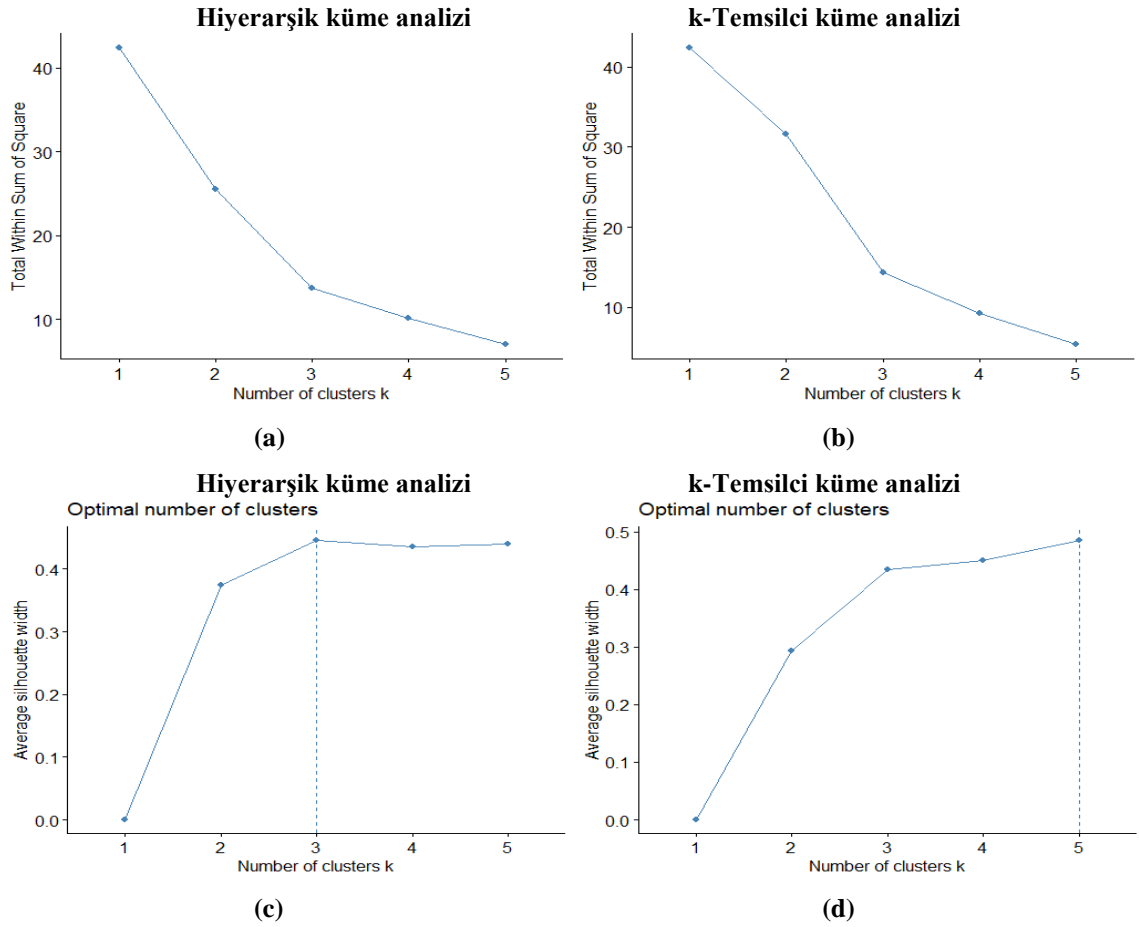 Hiyerarşik küme analizi
Total Within Sum of Square
40
30
20
10
1 2 3 4 5
Number of clusters k
(a)
k-Temsilci küme analizi
Total Within Sum of Square
40
30
20
10
1 2 3 4 5
Number of clusters k
(b)
Hiyerarşik küme analizi
Optimal number of clusters
Average silhouette width
0.4
0.3
0.2
0.1
0.0
1 2 3 4 5
Number of clusters k
(c)
k-Temsilci küme analizi
Optimal number of clusters
Average silhouette width
0.5
0.4
0.3
0.2
0.1
0.0
1 2 3 4 5
Number of clusters k
(d)